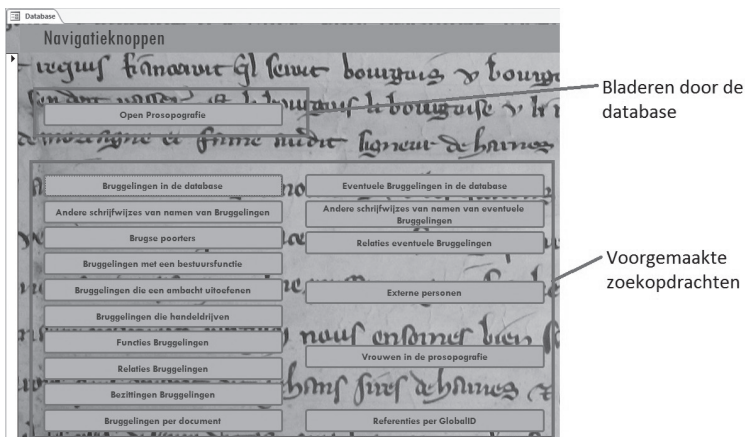 Database
Navigatieknoppen
Open Prosopografie
Bladeren door de
database
Bruggelingen in de database
Andere schrijfwijzes van namen van Bruggelingen
Brugse poorters
Bruggelingen met een bestuursfunctie
Bruggelingen die een ambacht uitoefenen
Bruggelingen die handeldrijven
Functies Bruggelingen
Relaties Bruggelingen
Bezittingen Bruggelingen
Bruggelingen per document
Eventuele Bruggelingen in de database
Andere schrijfwijzes van namen van eventuele
Bruggelingen
Relaties eventuele Bruggelingen
Externe personen
Vrouwen in de prosopografie
Referenties per GlobalID
Voorgemaakte
zoekopdrachten